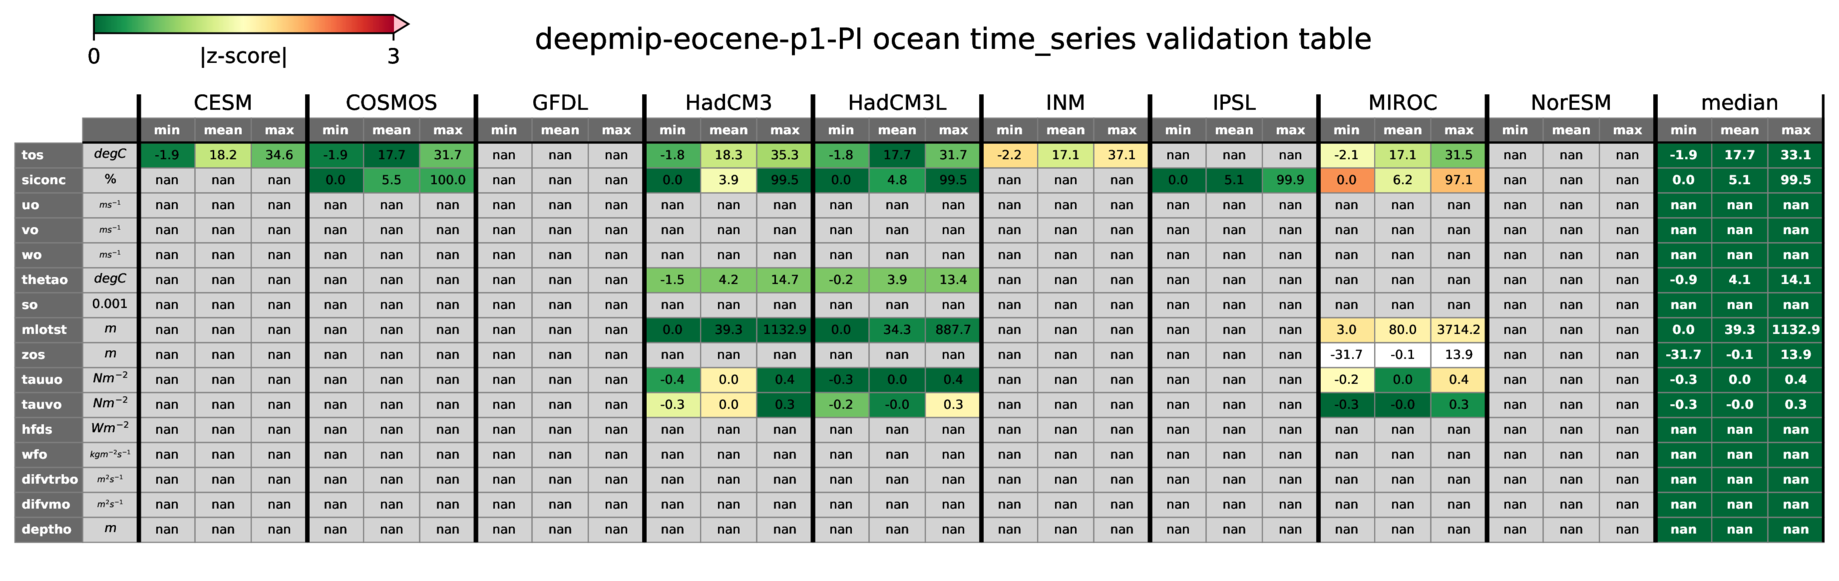 deepmip-eocene-p1-PI ocean time_series validation table
0 |z-score| 3
CESM COSMOS GFDL HadCM3 HadCM3L INM IPSL MIROC NorESM median
min mean max min mean max min mean max min mean max min mean max min mean max min mean max min mean max min mean max min mean max
tos degC -1.9 18.2 34.6 -1.9 17.7 31.7 nan nan nan -1.8 18.3 35.3 -1.8 17.7 31.7 -2.2 17.1 37.1 nan nan nan -2.1 17.1 31.5 nan nan nan -1.9 17.7 33.1
siconc % nan nan nan 0.0 5.5 100.0 nan nan nan 0.0 3.9 99.5 0.0 4.8 99.5 nan nan nan 0.0 5.1 99.9 0.0 6.2 97.1 nan nan nan 0.0 5.1 99.5
uo ms⁻¹ nan nan nan nan nan nan nan nan nan nan nan nan nan nan nan nan nan nan nan nan nan nan nan nan nan nan nan nan nan nan
vo ms⁻¹ nan nan nan nan nan nan nan nan nan nan nan nan nan nan nan nan nan nan nan nan nan nan nan nan nan nan nan nan nan nan
wo ms⁻¹ nan nan nan nan nan nan nan nan nan nan nan nan nan nan nan nan nan nan nan nan nan nan nan nan nan nan nan nan nan nan
thetao degC nan nan nan nan nan nan nan nan nan -1.5 4.2 14.7 -0.2 3.9 13.4 nan nan nan nan nan nan nan nan nan nan nan nan -0.9 4.1 14.1
so 0.001 nan nan nan nan nan nan nan nan nan nan nan nan nan nan nan nan nan nan nan nan nan nan nan nan nan nan nan nan nan nan
mlotst m nan nan nan nan nan nan nan nan nan 0.0 39.3 1132.9 0.0 34.3 887.7 nan nan nan nan nan nan 3.0 80.0 3714.2 nan nan nan 0.0 39.3 1132.9
zos m nan nan nan nan nan nan nan nan nan nan nan nan nan nan nan nan nan nan nan nan nan -31.7 -0.1 13.9 nan nan nan -31.7 -0.1 13.9
tauuo Nm⁻² nan nan nan nan nan nan nan nan nan -0.4 0.0 0.4 -0.3 0.0 0.4 nan nan nan nan nan nan -0.2 0.0 0.4 nan nan nan -0.3 0.0 0.4
tauvo Nm⁻² nan nan nan nan nan nan nan nan nan -0.3 0.0 0.3 -0.2 -0.0 0.3 nan nan nan nan nan nan -0.3 -0.0 0.3 nan nan nan -0.3 -0.0 0.3
hfds Wm⁻² nan nan nan nan nan nan nan nan nan nan nan nan nan nan nan nan nan nan nan nan nan nan nan nan nan nan nan nan nan nan
wfo kgm⁻²s⁻¹ nan nan nan nan nan nan nan nan nan nan nan nan nan nan nan nan nan nan nan nan nan nan nan nan nan nan nan nan nan nan
difvtrbo m²s⁻¹ nan nan nan nan nan nan nan nan nan nan nan nan nan nan nan nan nan nan nan nan nan nan nan nan nan nan nan nan nan nan
difvmo m²s⁻¹ nan nan nan nan nan nan nan nan nan nan nan nan nan nan nan nan nan nan nan nan nan nan nan nan nan nan nan nan nan nan
deptho m nan nan nan nan nan nan nan nan nan nan nan nan nan nan nan nan nan nan nan nan nan nan nan nan nan nan nan nan nan nan